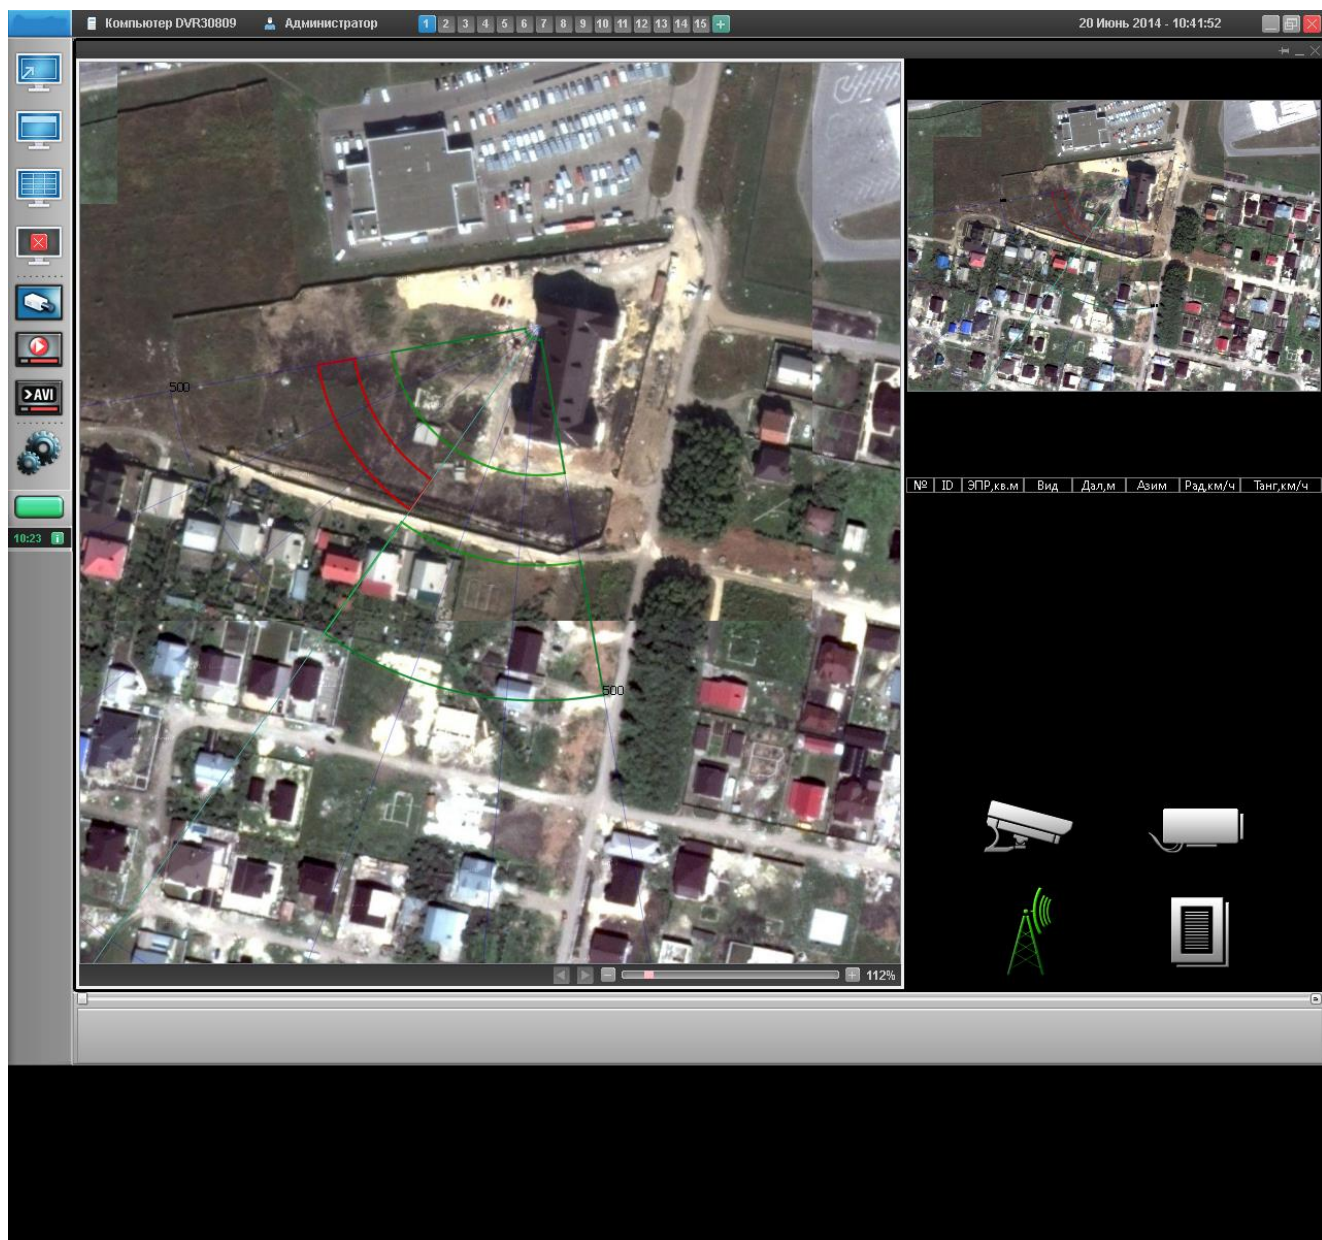 Компьютер DVR30809 Администратор 1 2 3 4 5 6 7 8 9 10 11 12 13 14 15 + 20 Июнь 2014 - 10:41:52
500
>AVI
№ ID ЭПР,кв.м Вид Дал,м Азим Рад,км/ч Танг,км/ч
10:23 i
500
112%